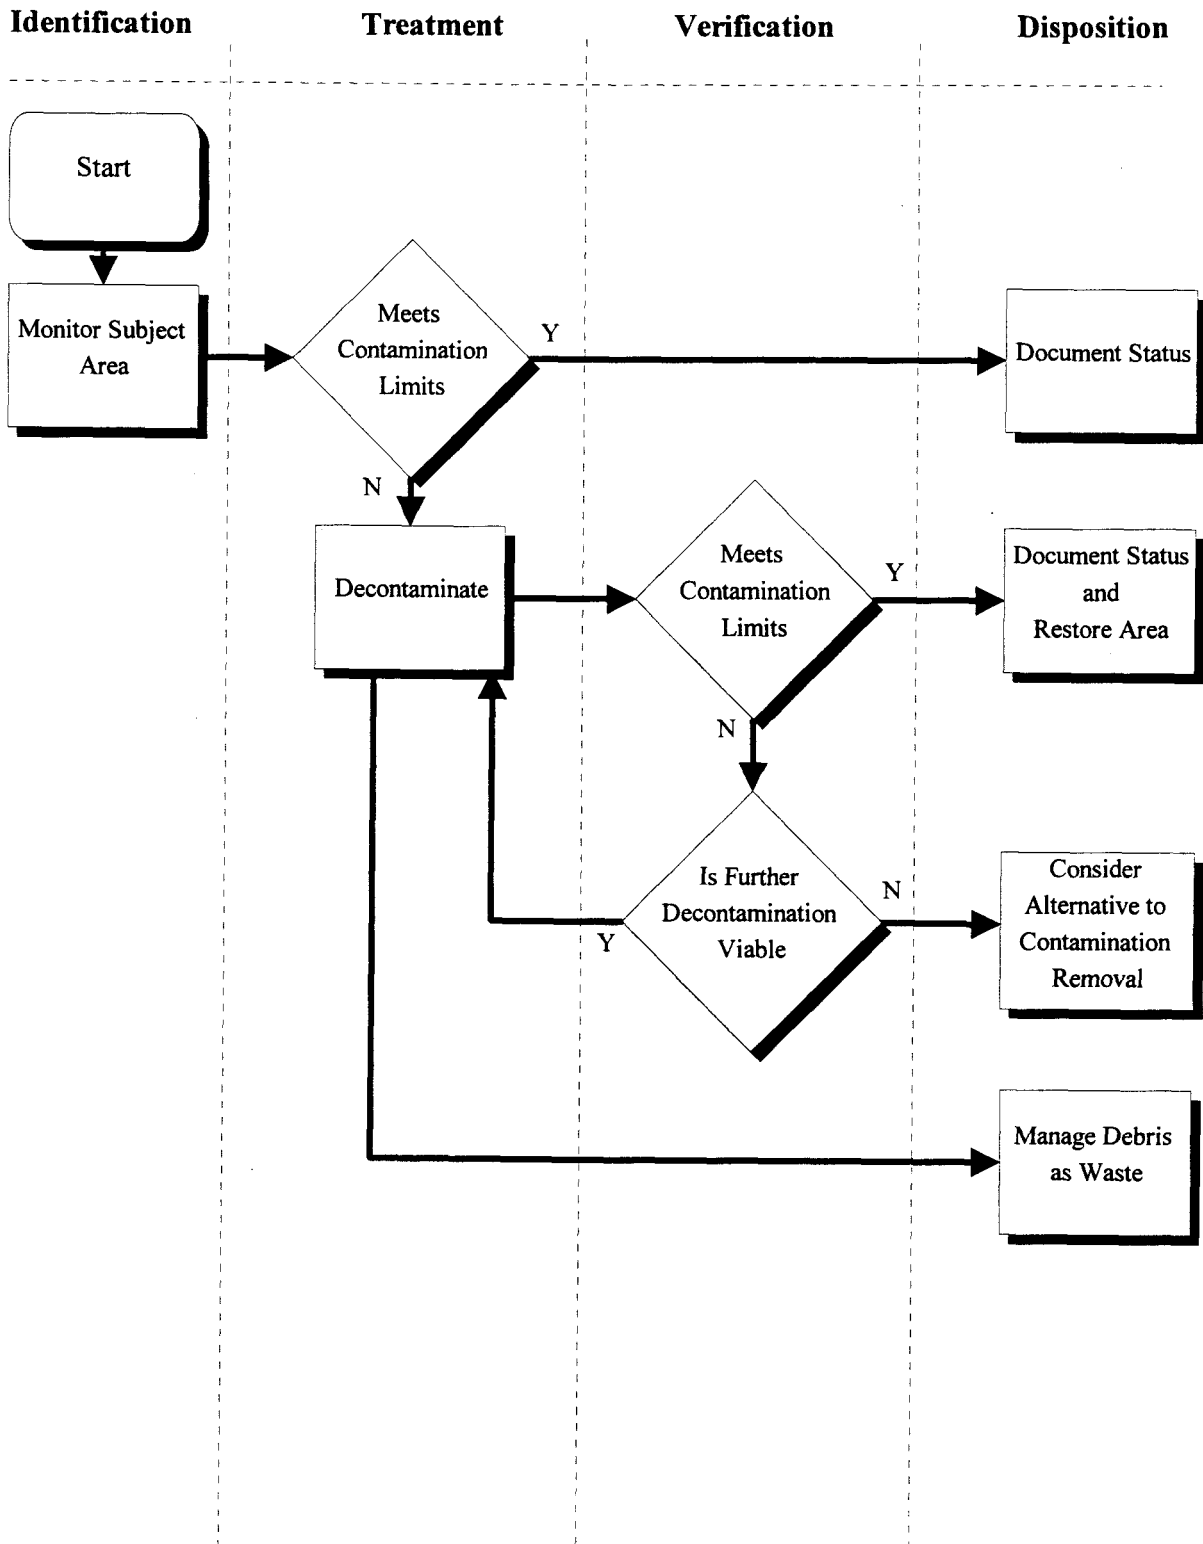 Identification
Treatment
Verification
Disposition
Start
Monitor Subject
Area
Meets
Contamination
Limits
Y
N
Document Status
Decontaminate
Meets
Contamination
Limits
Y
N
Document Status
and
Restore Area
Is Further
Decontamination
Viable
Y
N
Consider
Alternative to
Contamination
Removal
Manage Debris
as Waste